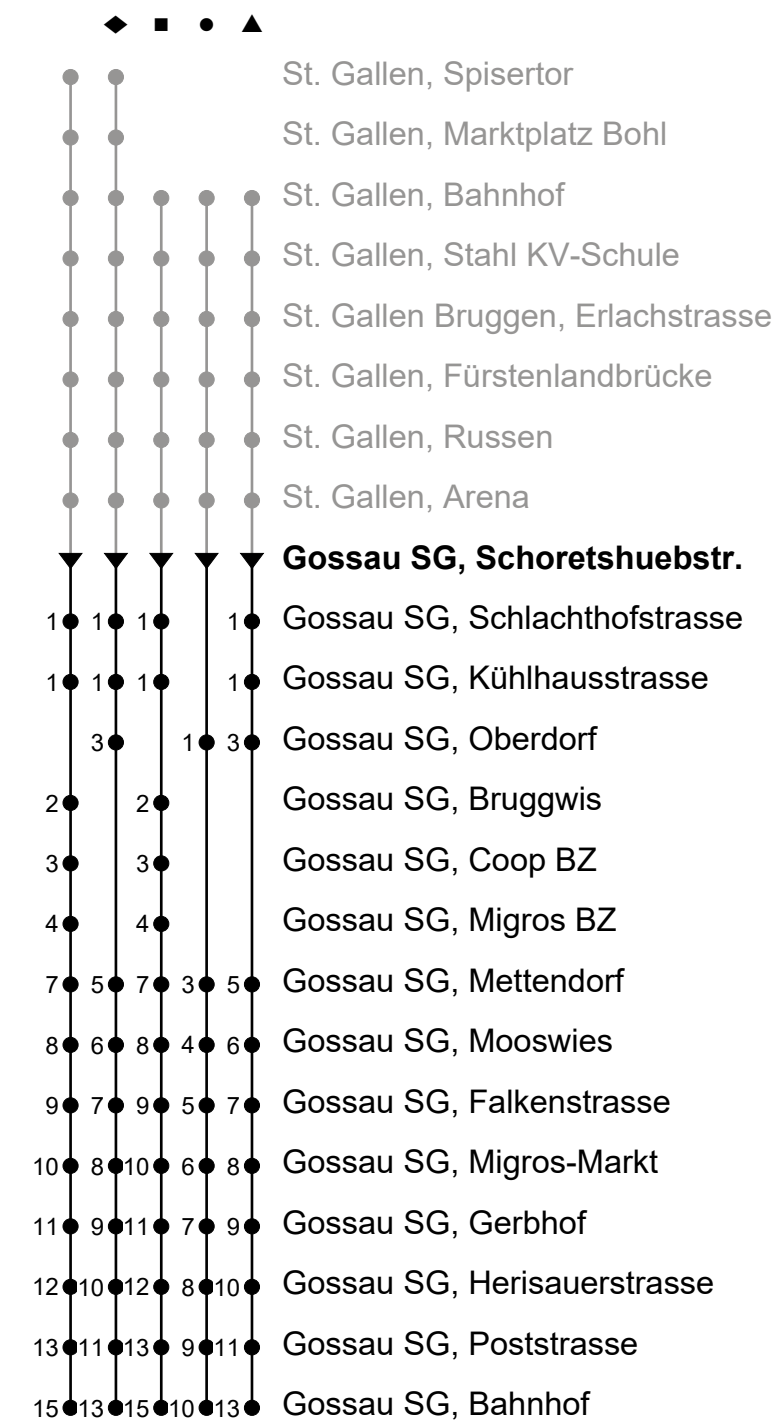 ◆ ■ ● ▲
St. Gallen, Spisertor
St. Gallen, Marktplatz Bohl
St. Gallen, Bahnhof
St. Gallen, Stahl KV-Schule
St. Gallen Bruggen, Erlachstrasse
St. Gallen, Fürstenlandbrücke
St. Gallen, Russen
St. Gallen, Arena
Gossau SG, Schoretshuebstr.
1 1 1 1 Gossau SG, Schlachthofstrasse
1 1 1 1 Gossau SG, Kühlhausstrasse
3 1 3 Gossau SG, Oberdorf
2 2 Gossau SG, Bruggwis
3 3 Gossau SG, Coop BZ
4 4 Gossau SG, Migros BZ
7 5 7 3 5 Gossau SG, Mettendorf
8 6 8 4 6 Gossau SG, Mooswies
9 7 9 5 7 Gossau SG, Falkenstrasse
10 8 10 6 8 Gossau SG, Migros-Markt
11 9 11 7 9 Gossau SG, Gerbhof
12 10 12 8 10 Gossau SG, Herisauerstrasse
13 11 13 9 11 Gossau SG, Poststrasse
15 13 15 10 13 Gossau SG, Bahnhof